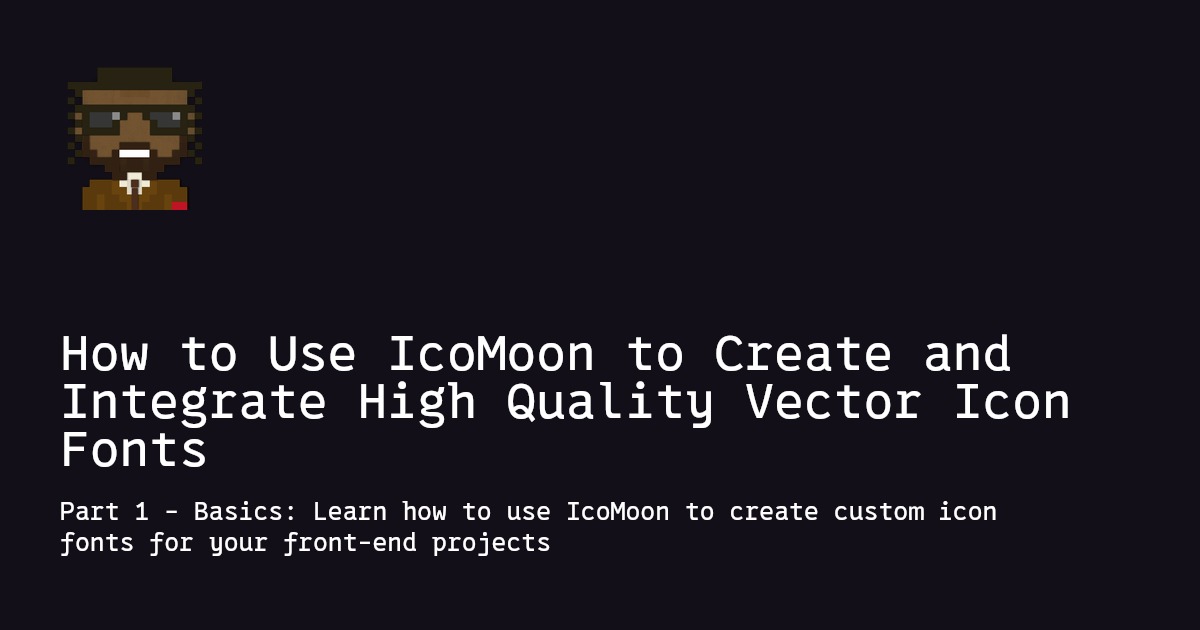 How to Use IcoMoon to Create and
Integrate High Quality Vector Icon
Fonts
Part 1 - Basics: Learn how to use IcoMoon to create custom icon
fonts for your front-end projects